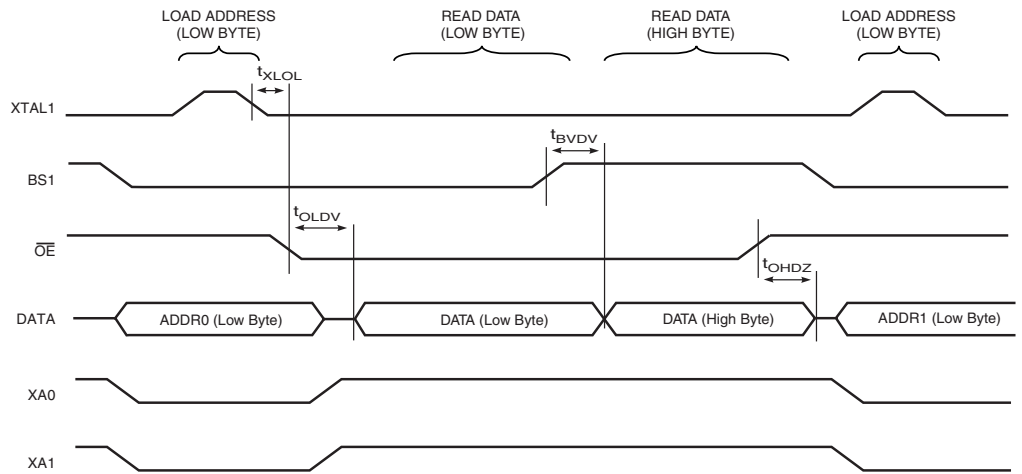 LOAD ADDRESS
(LOW BYTE)
READ DATA
(LOW BYTE)
READ DATA
(HIGH BYTE)
LOAD ADDRESS
(LOW BYTE)
tXLOL
XTAL1
tBVDV
BS1
tOLDV
OE
tOHDZ
DATA
ADDR0 (Low Byte)
DATA (Low Byte)
DATA (High Byte)
ADDR1 (Low Byte)
XA0
XA1